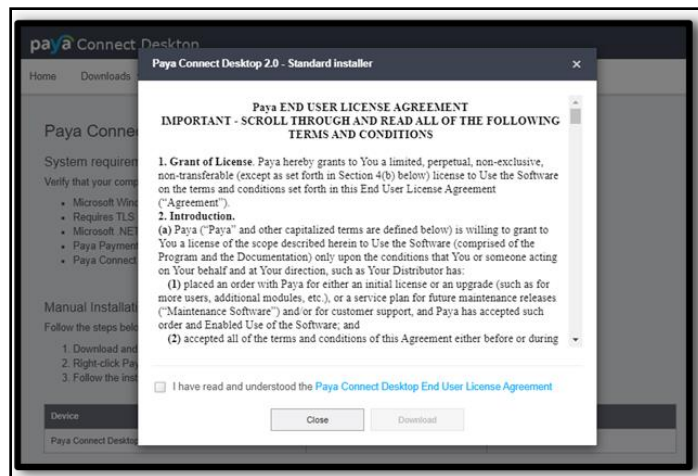 paya Connect Desktop
Home Downloads
Paya Connect Desktop 2.0 - Standard installer ×
Paya END USER LICENSE AGREEMENT
IMPORTANT - SCROLL THROUGH AND READ ALL OF THE FOLLOWING
TERMS AND CONDITIONS
1. Grant of License. Paya hereby grants to You a limited, perpetual, non-exclusive,
non-transferable (except as set forth in Section 4(b) below) license to Use the Software
on the terms and conditions set forth in this End User License Agreement
(“Agreement”).
2. Introduction.
(a) Paya (“Paya” and other capitalized terms are defined below) is willing to grant to
You a license of the scope described herein to Use the Software (comprised of the
Program and the Documentation) only upon the conditions that You or someone acting
on Your behalf and at Your direction, such as Your Distributor has:
(1) placed an order with Paya for either an initial license or an upgrade (such as for
more users, additional modules, etc.), or a service plan for future maintenance releases
(“Maintenance Software”) and/or for customer support, and Paya has accepted such
order and Enabled Use of the Software; and
(2) accepted all of the terms and conditions of this Agreement either before or during
I have read and understood the Paya Connect Desktop End User License Agreement
Close Download
Paya Conne
System requirem
Verify that your comp
Microsoft Wind
Requires TLS
Microsoft .NET
Paya Payment
Paya Connect
Manual Installati
Follow the steps belo
1. Download and
2. Right-click Pay
3. Follow the inst
Device
Paya Connect Desktop